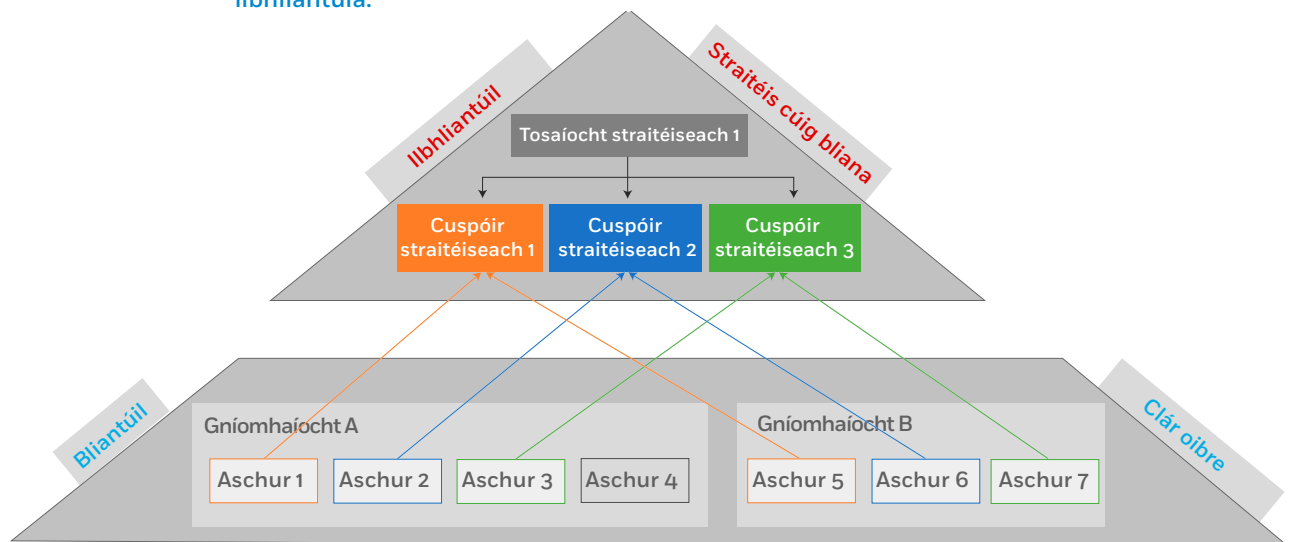 ilbhliantúla.
Ilbhliantúil
Straitéis cúig bliana
Tosaíocht straitéiseach 1
Cuspóir
straitéiseach 1
Cuspóir
straitéiseach 2
Cuspóir
straitéiseach 3
Bliantúil
Clár oibre
Gníomhaíocht A
Aschur 1
Aschur 2
Aschur 3
Aschur 4
Gníomhaíocht B
Aschur 5
Aschur 6
Aschur 7